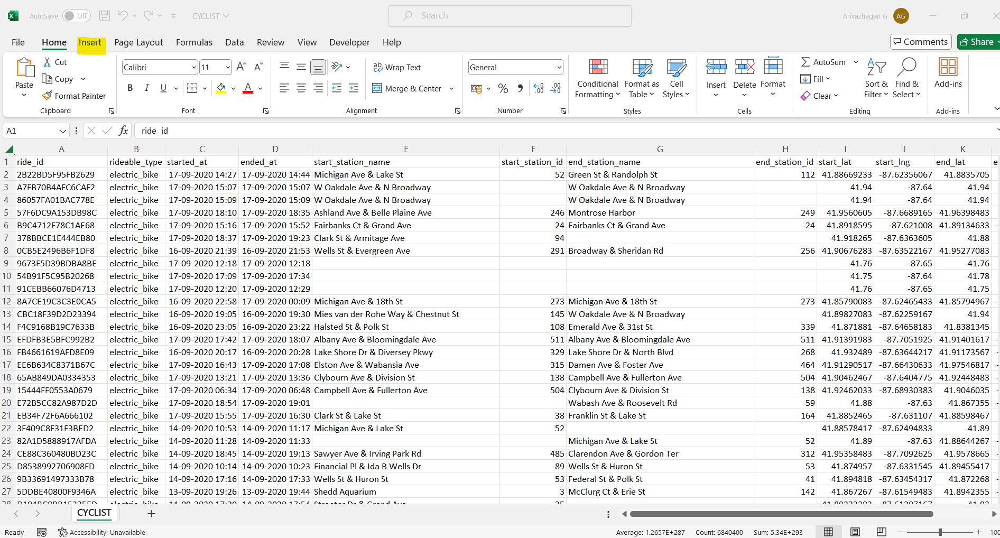 AutoSave Off CYCLIST Search Arivazhagan G AG
File Home Insert Page Layout Formulas Data Review View Developer Help Comments Share
Paste Cut Copy Format Painter Clipboard
Calibri 11 B I U A Font
Wrap Text Merge & Center Alignment
General % Number
Conditional Formatting Format as Table Cell Styles Styles
Insert Delete Format Cells
AutoSum Fill Clear Sort & Filter Find & Select Editing
Add-ins Add-ins
A1 fx ride_id
A B C D E F G H I J K
1 ride_id rideable_type started_at ended_at start_station_name start_station_id end_station_name end_station_id start_lat start_lng end_lat e
2 2B22BD5F95FB2629 electric_bike 17-09-2020 14:27 17-09-2020 14:44 Michigan Ave & Lake St 52 Green St & Randolph St 112 41.88669233 -87.62356067 41.8835705
3 A7FB70B4AFC6CAF2 electric_bike 17-09-2020 15:07 17-09-2020 15:07 W Oakdale Ave & N Broadway W Oakdale Ave & N Broadway 41.94 -87.64 41.94
4 86057FA01BAC778E electric_bike 17-09-2020 15:09 17-09-2020 15:09 W Oakdale Ave & N Broadway W Oakdale Ave & N Broadway 41.94 -87.64 41.94
5 57F6DC9A153DB98C electric_bike 17-09-2020 18:10 17-09-2020 18:35 Ashland Ave & Belle Plaine Ave 246 Montrose Harbor 249 41.9560605 -87.6689165 41.96398483
6 B9C4712F78C1AE68 electric_bike 17-09-2020 15:16 17-09-2020 15:52 Fairbanks Ct & Grand Ave 24 Fairbanks Ct & Grand Ave 24 41.8918595 -87.621008 41.89134633
7 378BBCE1E444EB80 electric_bike 17-09-2020 18:37 17-09-2020 19:23 Clark St & Armitage Ave 94 41.918265 -87.6363605 41.88
8 0CB5E2496B6F1DF8 electric_bike 16-09-2020 21:39 16-09-2020 21:53 Wells St & Evergreen Ave 291 Broadway & Sheridan Rd 256 41.90676283 -87.63522167 41.95277083
9 9673F5D39BDBA8BE electric_bike 17-09-2020 12:18 17-09-2020 12:18 41.76 -87.65 41.76
10 54B91F5C95B20268 electric_bike 17-09-2020 17:09 17-09-2020 17:34 41.75 -87.64 41.78
11 91CEBB66076D4713 electric_bike 17-09-2020 12:20 17-09-2020 12:29 41.76 -87.65 41.75
12 8A7CE19C3C3E0CA5 electric_bike 16-09-2020 22:58 17-09-2020 00:09 Michigan Ave & 18th St 273 Michigan Ave & 18th St 273 41.85790083 -87.62465433 41.85794967
13 CBC18F39D2D23394 electric_bike 16-09-2020 19:05 16-09-2020 19:30 Mies van der Rohe Way & Chestnut St 145 W Oakdale Ave & N Broadway 41.89827083 -87.62259167 41.94
14 F4C9168B19C7633B electric_bike 16-09-2020 23:05 16-09-2020 23:22 Halsted St & Polk St 108 Emerald Ave & 31st St 339 41.871881 -87.64658183 41.8381345
15 EFDFB3E5BFC992B2 electric_bike 17-09-2020 17:42 17-09-2020 18:07 Albany Ave & Bloomingdale Ave 511 Albany Ave & Bloomingdale Ave 511 41.91391983 -87.7051925 41.91401617
16 FB4661619AFD8E09 electric_bike 16-09-2020 20:17 16-09-2020 20:28 Lake Shore Dr & Diversey Pkwy 329 Lake Shore Dr & North Blvd 268 41.932489 -87.63644217 41.91173567
17 EE6B634C8371B67C electric_bike 17-09-2020 16:43 17-09-2020 17:08 Elston Ave & Wabansia Ave 315 Damen Ave & Foster Ave 464 41.91290517 -87.66430633 41.97546817
18 65AB849DA0334353 electric_bike 17-09-2020 13:21 17-09-2020 13:36 Clybourn Ave & Division St 138 Campbell Ave & Fullerton Ave 504 41.90462467 -87.6404775 41.92448483
19 15444FF0553A0679 electric_bike 17-09-2020 06:34 17-09-2020 06:48 Campbell Ave & Fullerton Ave 504 Clybourn Ave & Division St 138 41.92462033 -87.68930383 41.9046035
20 E72B5CC82A987D2D electric_bike 17-09-2020 18:54 17-09-2020 19:01 Wabash Ave & Roosevelt Rd 59 41.88 -87.63 41.867355
21 EB34F72F6A666102 electric_bike 17-09-2020 15:55 17-09-2020 16:30 Clark St & Lake St 38 Franklin St & Lake St 164 41.8852465 -87.631107 41.88598467
22 3F409C8F31F3BED2 electric_bike 14-09-2020 10:53 14-09-2020 11:17 Michigan Ave & Lake St 52 41.88578417 -87.62494833 41.89
23 82A1D5888917AFDA electric_bike 14-09-2020 11:28 14-09-2020 11:33 Michigan Ave & Lake St 52 41.89 -87.63 41.88644267
24 CE88C360480BD23C electric_bike 14-09-2020 18:45 14-09-2020 19:13 Sawyer Ave & Irving Park Rd 485 Clarendon Ave & Gordon Ter 312 41.95358483 -87.7092625 41.9578665
25 D8538992706908FD electric_bike 14-09-2020 10:14 14-09-2020 10:23 Financial Pl & Ida B Wells Dr 89 Wells St & Huron St 53 41.874957 -87.6331545 41.89455417
26 9B33691497333B78 electric_bike 14-09-2020 17:16 14-09-2020 17:33 Wells St & Huron St 53 Federal St & Polk St 41 41.894818 -87.63454317 41.872268
27 5DDBE40800F9346A electric_bike 13-09-2020 19:26 13-09-2020 19:44 Shedd Aquarium 3 McClurg Ct & Erie St 142 41.867267 -87.61549483 41.8942355
CYCLIST
Ready Accessibility: Unavailable Average: 1.2657E+287 Count: 6840400 Sum: 5.34E+293